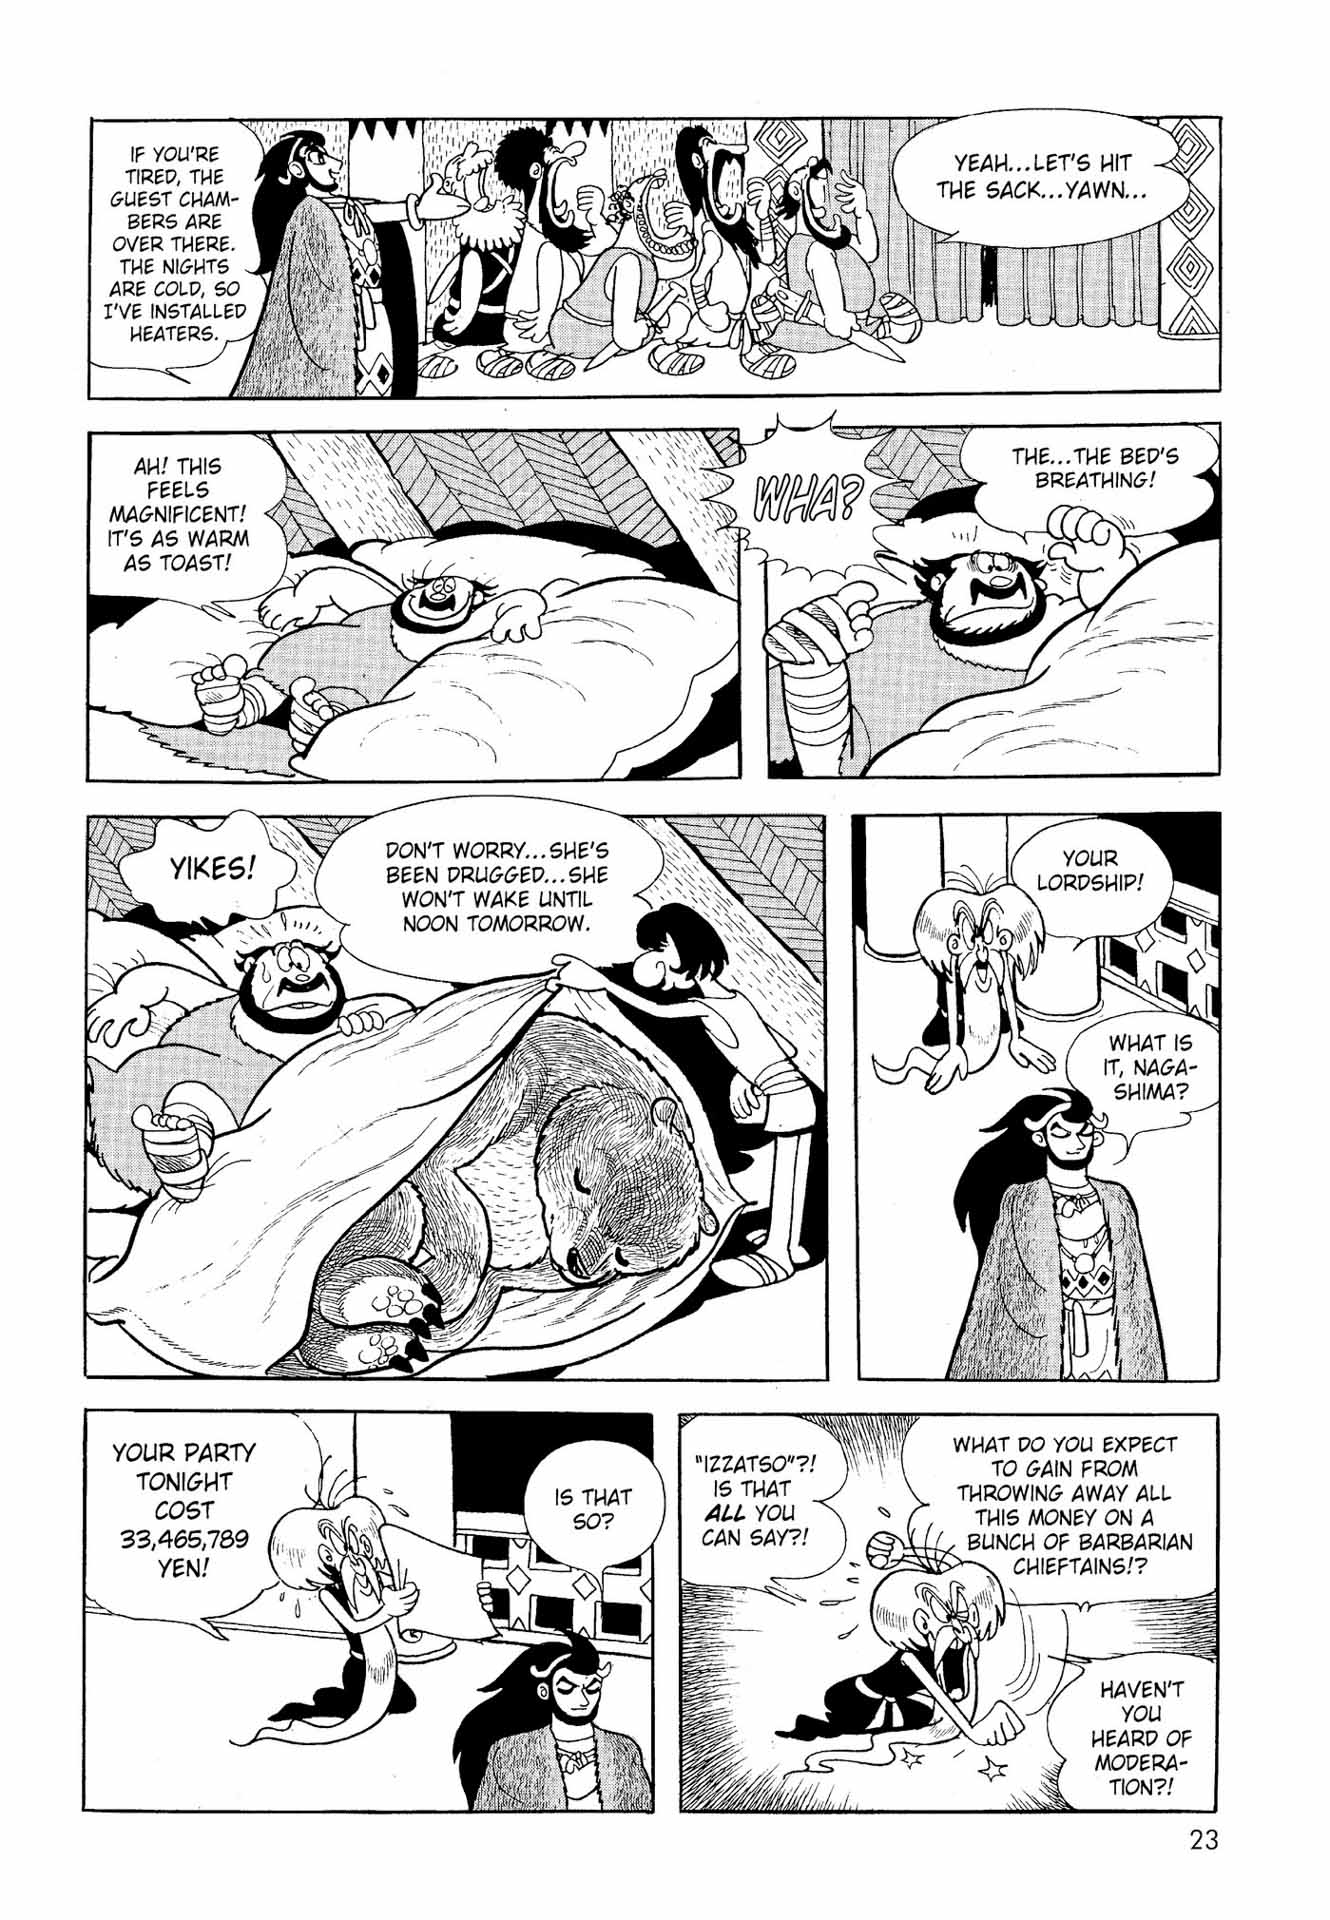 IF YOU'RE
TIRED, THE
GUEST CHAM-
BERS ARE
OVER THERE.
THE NIGHTS
ARE COLD, SO
I'VE INSTALLED
HEATERS.
YEAH...LET'S HIT
THE SACK...YAWN...
AH! THIS
FEELS
MAGNIFICENT!
IT'S AS WARM
AS TOAST!
WHA?
THE...THE BED'S
BREATHING!
YIKES!
DON'T WORRY...SHE'S
BEEN DRUGGED...SHE
WON'T WAKE UNTIL
NOON TOMORROW.
YOUR
LORDSHIP!
WHAT IS
IT, NAGA-
SHIMA?
YOUR PARTY
TONIGHT
COST
33,465,789
YEN!
IS THAT
SO?
"IZZATSO"?!
IS THAT
ALL YOU
CAN SAY?!
WHAT DO YOU EXPECT
TO GAIN FROM
THROWING AWAY ALL
THIS MONEY ON A
BUNCH OF BARBARIAN
CHIEFTAINS!?
HAVEN'T
YOU
HEARD OF
MODERA-
TION?!
23